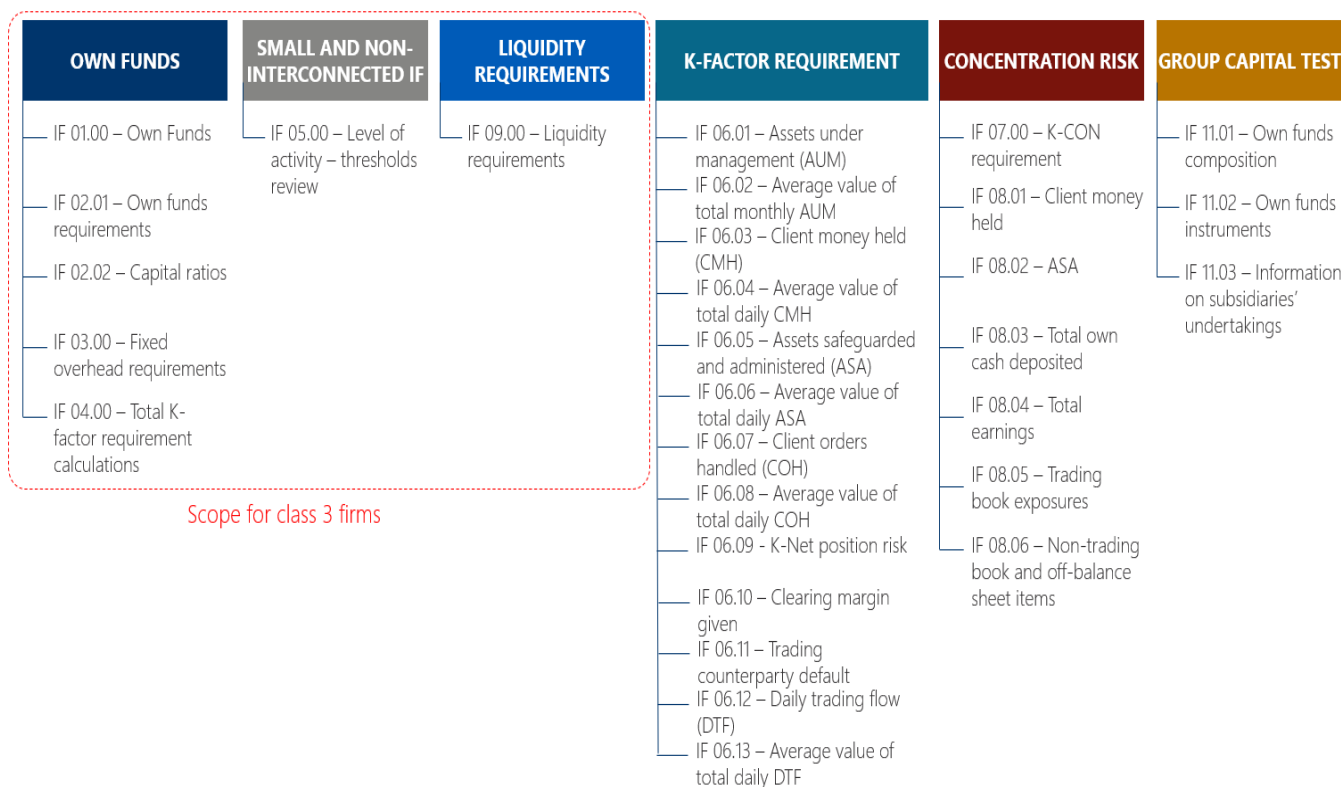 OWN FUNDS
IF 01.00 – Own Funds
IF 02.01 – Own funds
requirements
IF 02.02 – Capital ratios
IF 03.00 – Fixed
overhead requirements
IF 04.00 – Total K-
factor requirement
calculations
SMALL AND NON-
INTERCONNECTED IF
IF 05.00 – Level of
activity – thresholds
review
LIQUIDITY
REQUIREMENTS
IF 09.00 – Liquidity
requirements
Scope for class 3 firms
K-FACTOR REQUIREMENT
IF 06.01 – Assets under
management (AUM)
IF 06.02 – Average value of
total monthly AUM
IF 06.03 – Client money held
(CMH)
IF 06.04 – Average value of
total daily CMH
IF 06.05 – Assets safeguarded
and administered (ASA)
IF 06.06 – Average value of
total daily ASA
IF 06.07 – Client orders
handled (COH)
IF 06.08 – Average value of
total daily COH
IF 06.09 - K-Net position risk
IF 06.10 – Clearing margin
given
IF 06.11 – Trading
counterparty default
IF 06.12 – Daily trading flow
(DTF)
IF 06.13 – Average value of
total daily DTF
CONCENTRATION RISK
IF 07.00 – K-CON
requirement
IF 08.01 – Client money
held
IF 08.02 – ASA
IF 08.03 – Total own
cash deposited
IF 08.04 – Total
earnings
IF 08.05 – Trading
book exposures
IF 08.06 – Non-trading
book and off-balance
sheet items
GROUP CAPITAL TEST
IF 11.01 – Own funds
composition
IF 11.02 – Own funds
instruments
IF 11.03 – Information
on subsidiaries'
undertakings